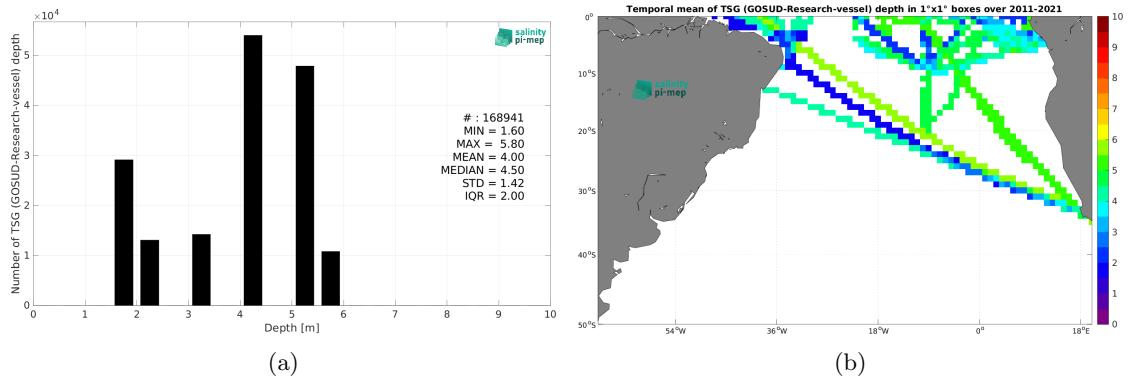 ×10⁴
Number of TSG (GOSUD-Research-vessel) depth
5
4
3
2
1
0
0 1 2 3 4 5 6 7 8 9 10
Depth [m]
salinity
pi-mep
# : 168941
MIN = 1.60
MAX = 5.80
MEAN = 4.00
MEDIAN = 4.50
STD = 1.42
IQR = 2.00
(a)
Temporal mean of TSG (GOSUD-Research-vessel) depth in 1°x1° boxes over 2011-2021
0°
10°S
20°S
30°S
40°S
50°S
54°W 36°W 18°W 0° 18°E
salinity
pi-mep
10
9
8
7
6
5
4
3
2
1
0
(b)